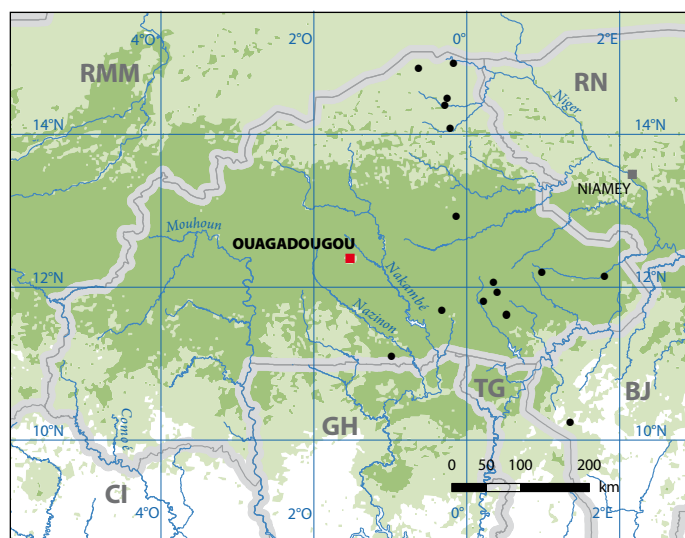 4°O 2°O 0° 2°E
RMM RN
Niger
14°N 14°N
NIAMEY
Mouhoun
OUAGADOUGOU
Nakambé
12°N 12°N
Nazinon
TG
BJ
GH
Comoé
10°N 10°N
0 50 100 200
km
CI
4°O 2°O 0° 2°E